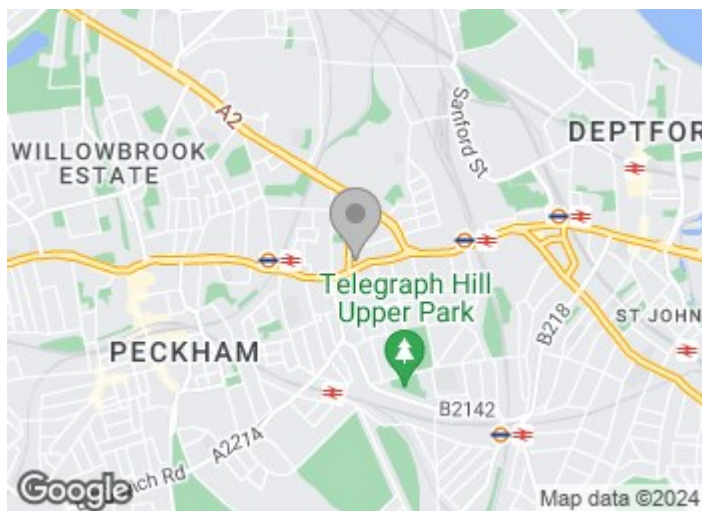 A2
Sanford St
DEPTFOR
WILLOWBROOK
ESTATE
Telegraph Hill
Upper Park
B218
ST JOHN
PECKHAM
B2142
A2214
ich Rd
Google
Map data ©2024